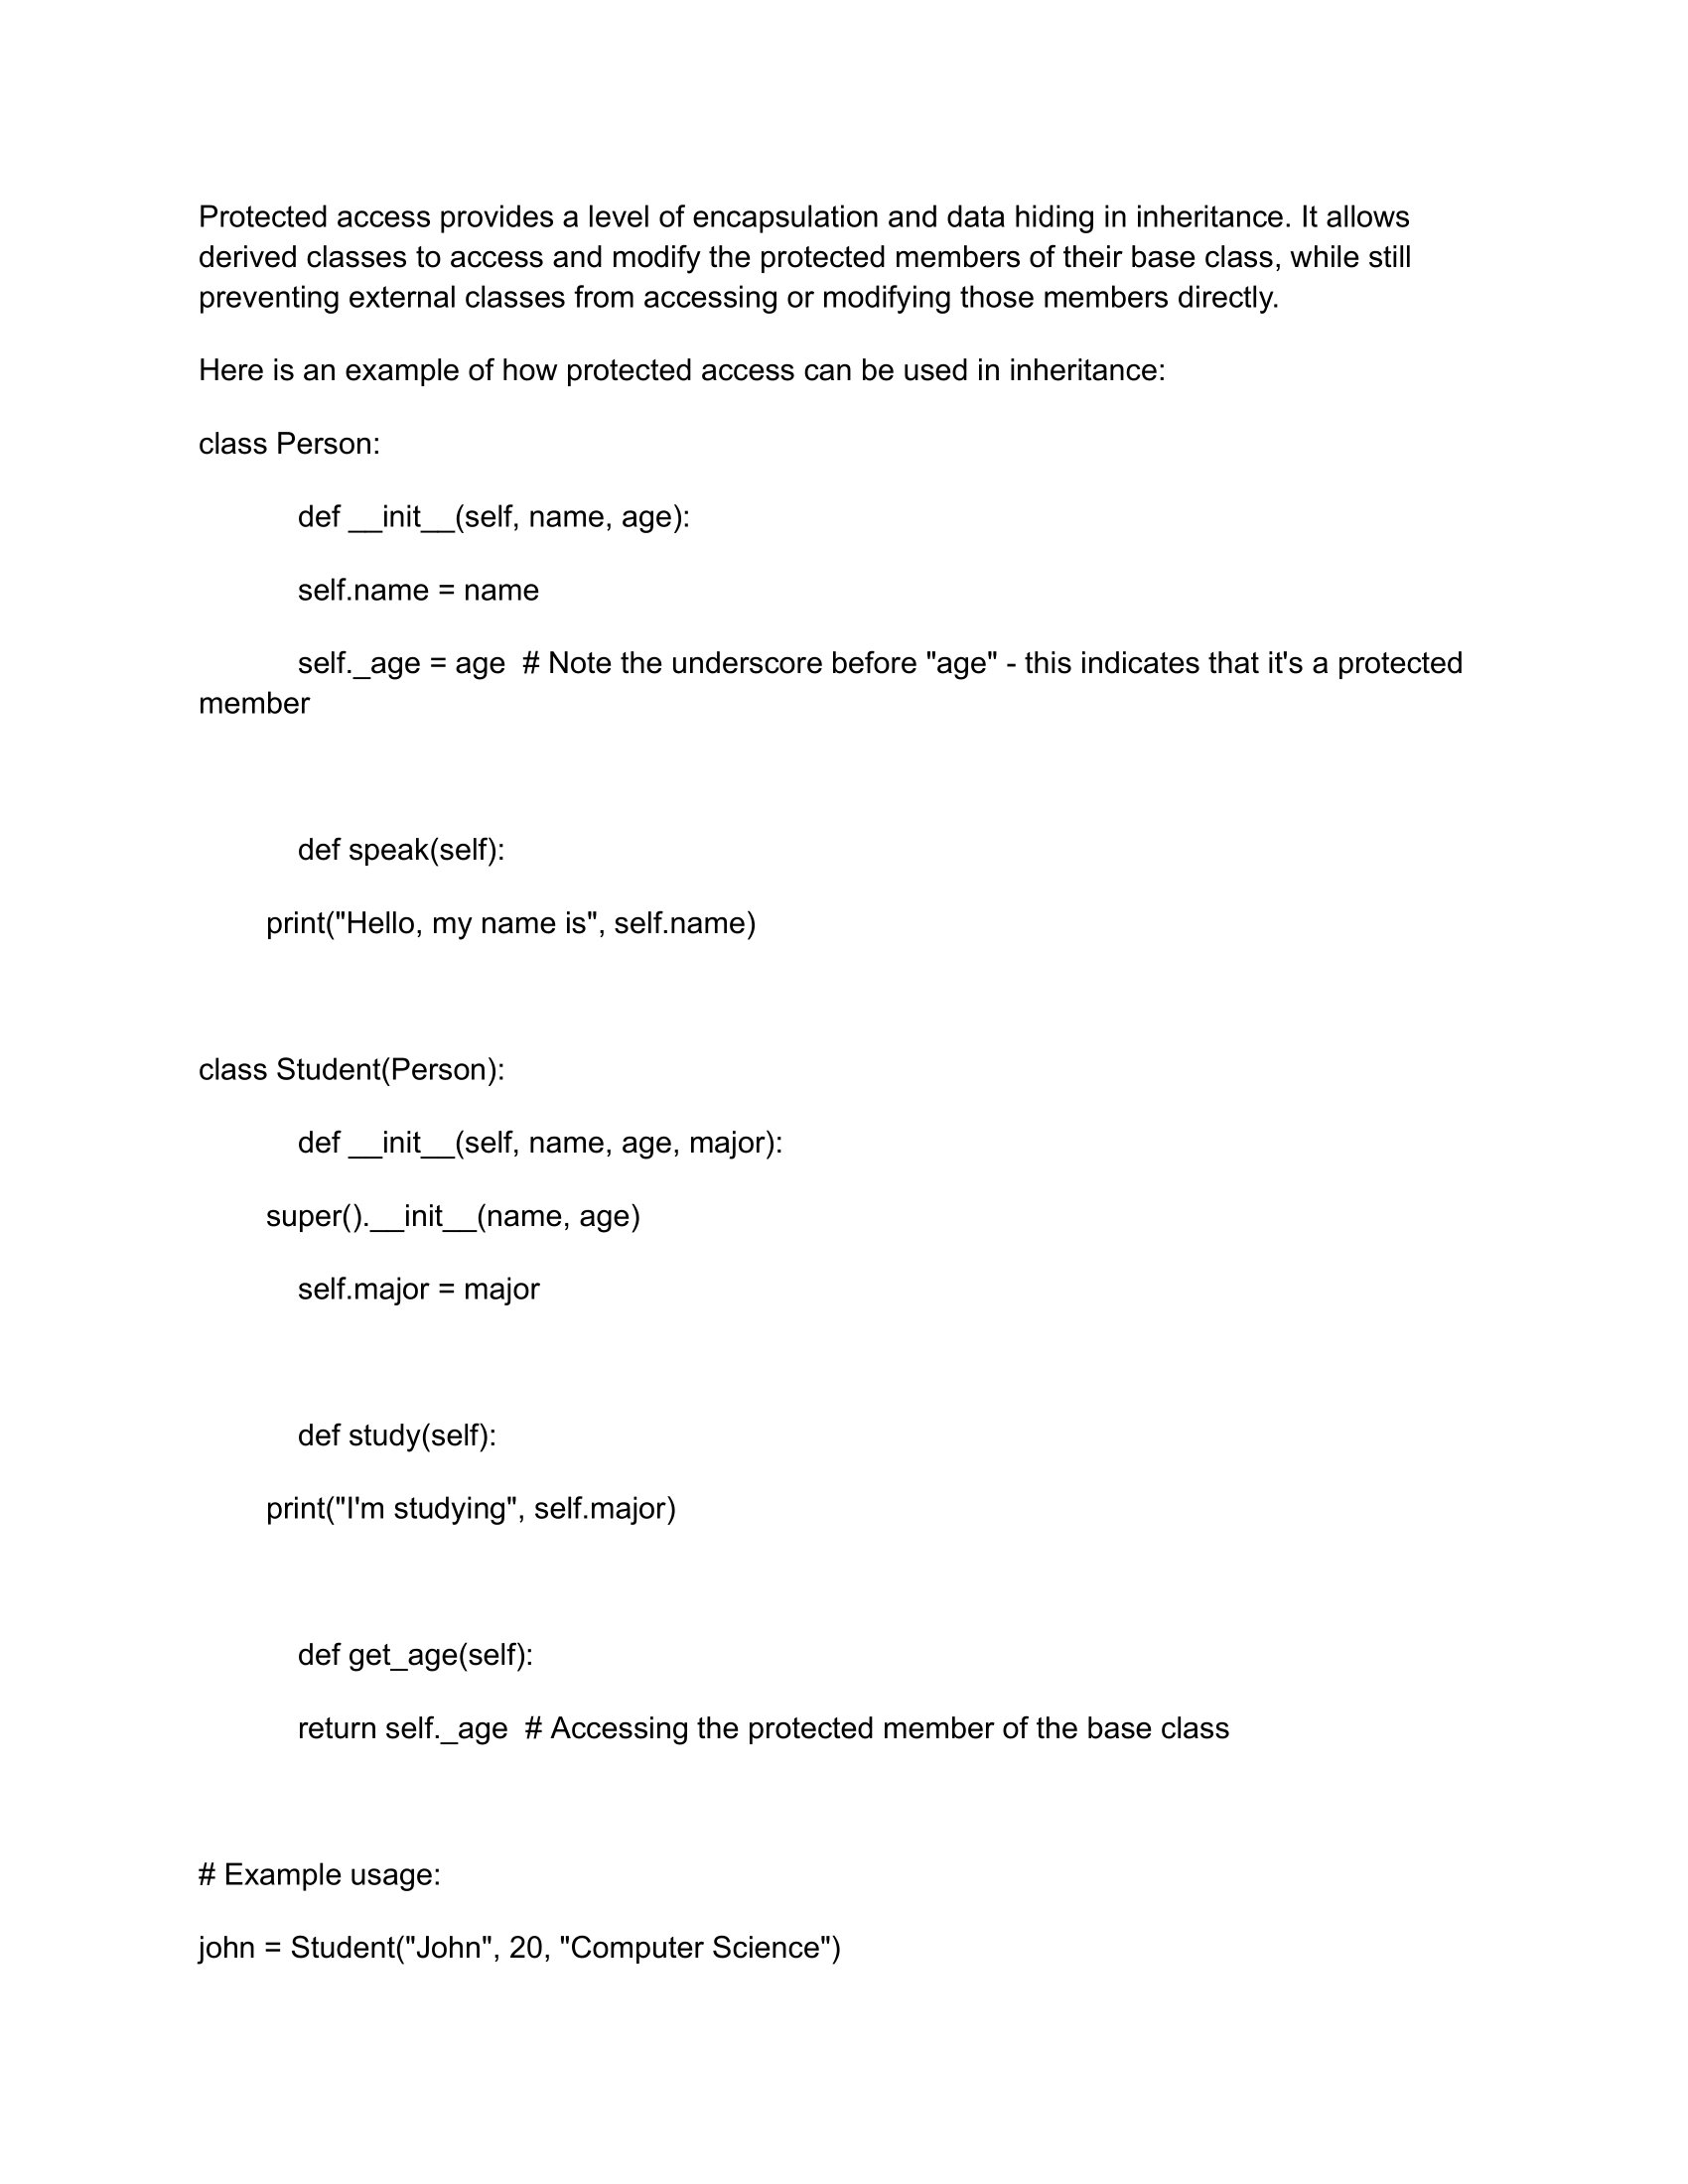 Protected access provides a level of encapsulation and data hiding in inheritance. It allows
derived classes to access and modify the protected members of their base class, while still
preventing external classes from accessing or modifying those members directly.
Here is an example of how protected access can be used in inheritance:
class Person:
def __init__(self, name, age):
self.name = name
self._age = age  # Note the underscore before "age" - this indicates that it's a protected
member
def speak(self):
print("Hello, my name is", self.name)
class Student(Person):
def __init__(self, name, age, major):
super().__init__(name, age)
self.major = major
def study(self):
print("I'm studying", self.major)
def get_age(self):
return self._age  # Accessing the protected member of the base class
# Example usage:
john = Student("John", 20, "Computer Science")